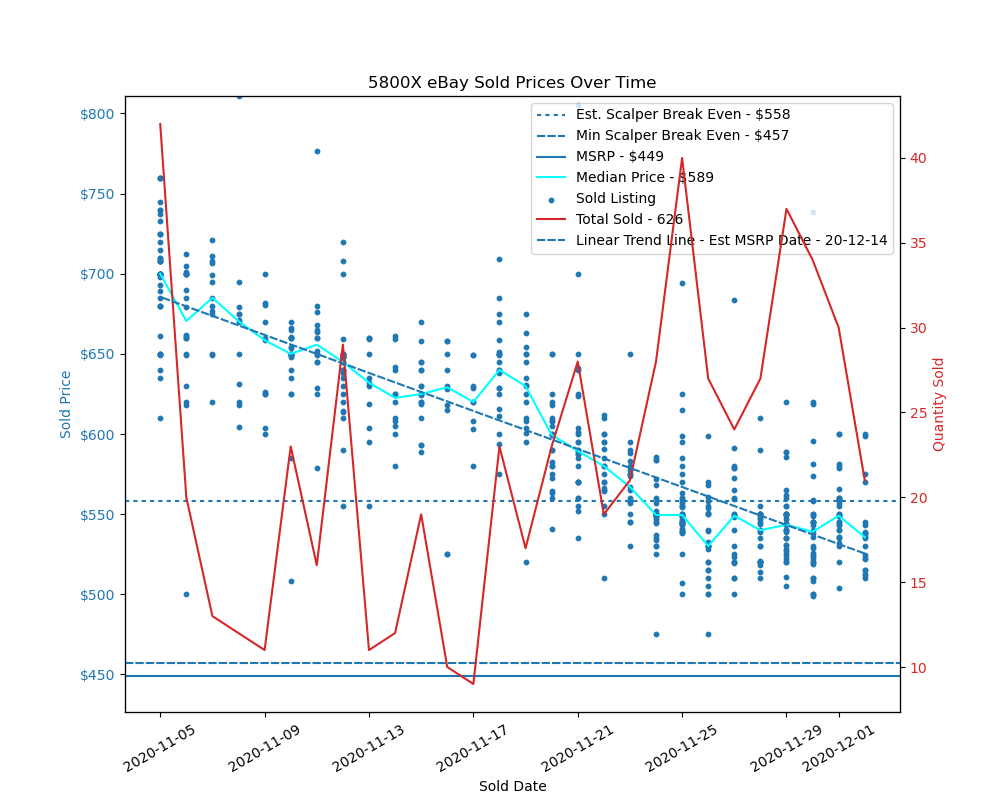 5800X eBay Sold Prices Over Time
Est. Scalper Break Even - $558
Min Scalper Break Even - $457
MSRP - $449
Median Price - $589
Sold Listing
Total Sold - 626
Linear Trend Line - Est MSRP Date - 20-12-14
$800
$750
$700
$650
$600
$550
$500
$450
Sold Price
40
35
30
25
20
15
10
Quantity Sold
2020-11-05
2020-11-09
2020-11-13
2020-11-17
2020-11-21
2020-11-25
2020-11-29
2020-12-01
Sold Date